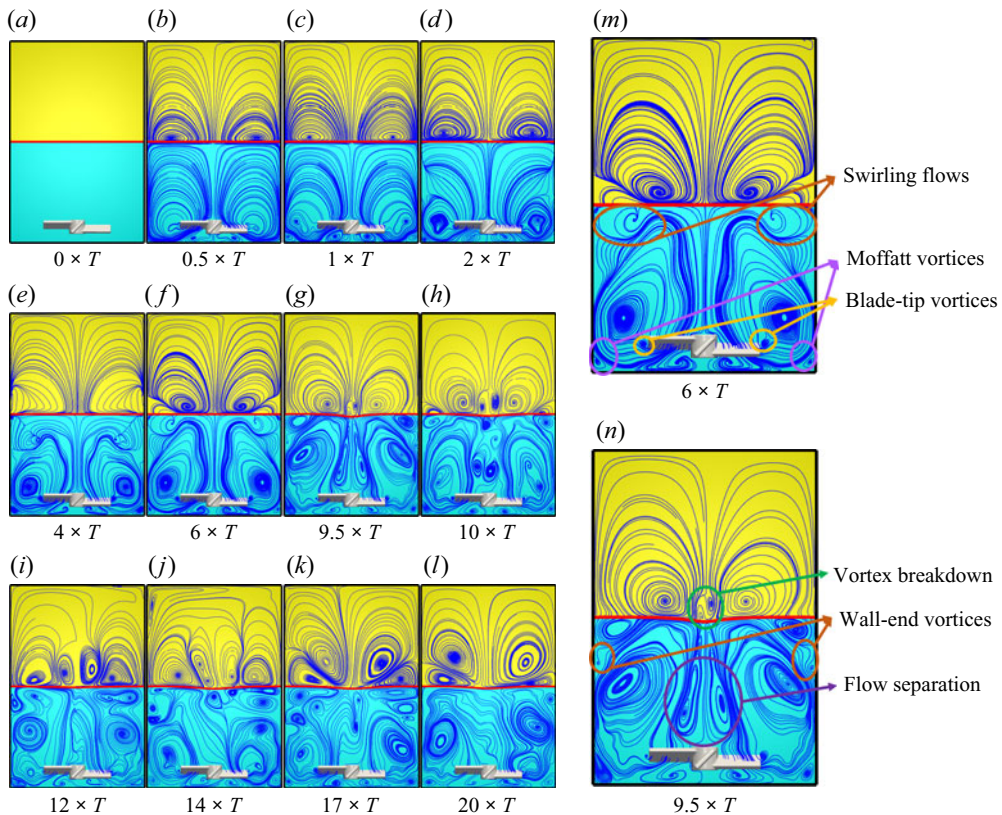 (a)
(b)
(c)
(d)
0 × T
0.5 × T
1 × T
2 × T
(e)
(f)
(g)
(h)
4 × T
6 × T
9.5 × T
10 × T
(i)
(j)
(k)
(l)
12 × T
14 × T
17 × T
20 × T
(m)
Swirling flows
Moffatt vortices
Blade-tip vortices
6 × T
(n)
Vortex breakdown
Wall-end vortices
Flow separation
9.5 × T